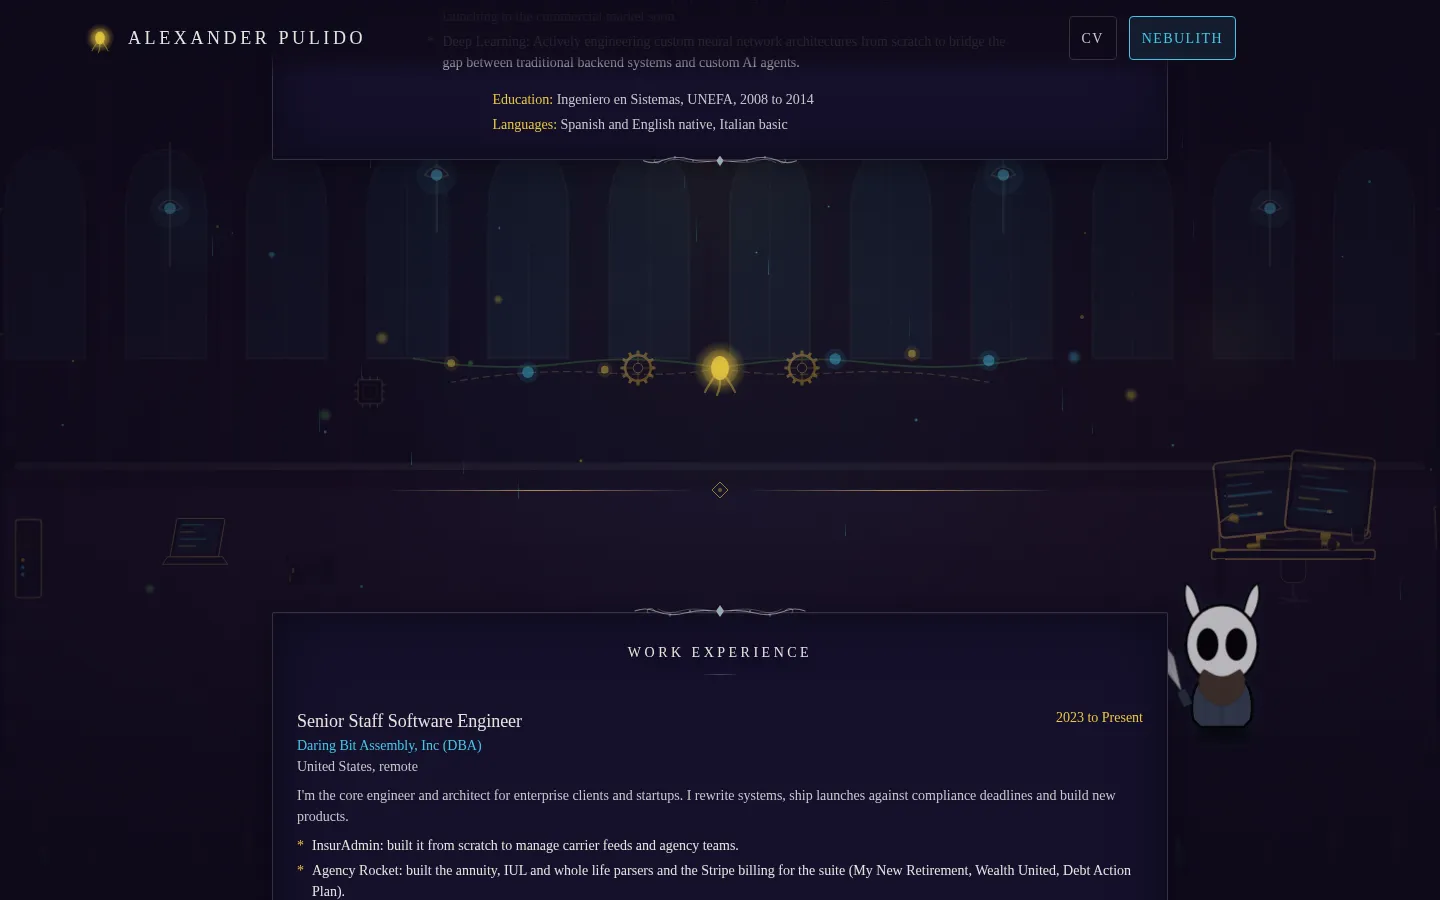 ALEXANDER PULIDO
CV
NEBULITH
Launching to the commercial market soon.
* Deep Learning: Actively engineering custom neural network architectures from scratch to bridge the
gap between traditional backend systems and custom AI agents.
Education: Ingeniero en Sistemas, UNEFA, 2008 to 2014
Languages: Spanish and English native, Italian basic
WORK EXPERIENCE
Senior Staff Software Engineer
2023 to Present
Daring Bit Assembly, Inc (DBA)
United States, remote
I'm the core engineer and architect for enterprise clients and startups. I rewrite systems, ship launches against compliance deadlines and build new
products.
* InsurAdmin: built it from scratch to manage carrier feeds and agency teams.
* Agency Rocket: built the annuity, IUL and whole life parsers and the Stripe billing for the suite (My New Retirement, Wealth United, Debt Action
Plan).